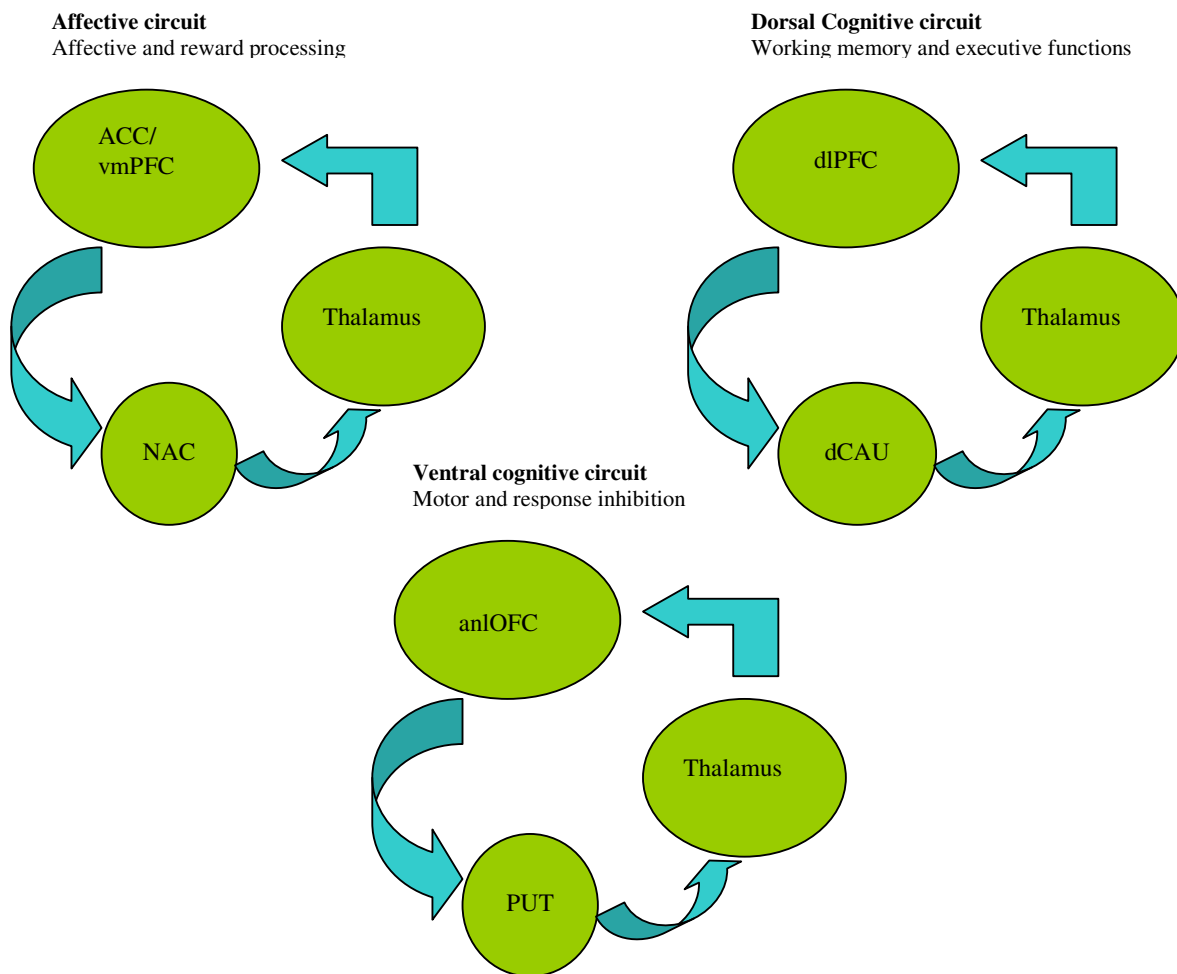 Affective circuit
Affective and reward processing
ACC/
vmPFC
Thalamus
NAC
Dorsal Cognitive circuit
Working memory and executive functions
dlPFC
Thalamus
dCAU
Ventral cognitive circuit
Motor and response inhibition
anlOFC
Thalamus
PUT